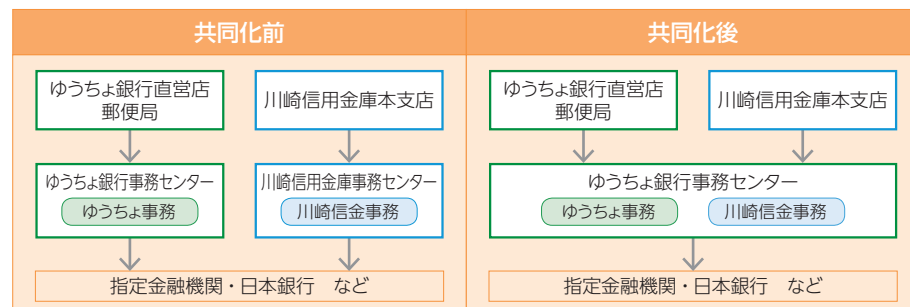 共同化前
ゆうちょ銀行直営店
郵便局
川崎信用金庫本支店
ゆうちょ銀行事務センター
ゆうちょ事務
川崎信用金庫事務センター
川崎信金事務
指定金融機関・日本銀行　など
共同化後
ゆうちょ銀行直営店
郵便局
川崎信用金庫本支店
ゆうちょ銀行事務センター
ゆうちょ事務
川崎信金事務
指定金融機関・日本銀行　など